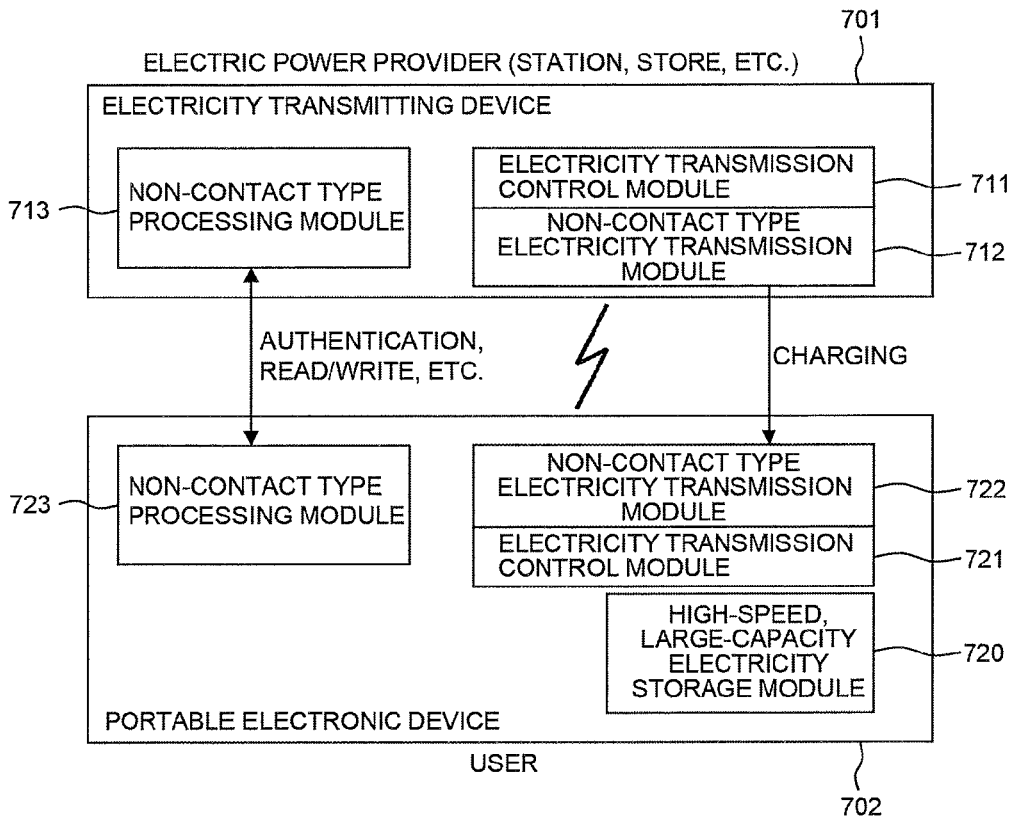 701
ELECTRIC POWER PROVIDER (STATION, STORE, ETC.)
ELECTRICITY TRANSMITTING DEVICE
713
NON-CONTACT TYPE
PROCESSING MODULE
ELECTRICITY TRANSMISSION
CONTROL MODULE
711
NON-CONTACT TYPE
ELECTRICITY TRANSMISSION
MODULE
712
AUTHENTICATION,
READ/WRITE, ETC.
CHARGING
723
NON-CONTACT TYPE
PROCESSING MODULE
NON-CONTACT TYPE
ELECTRICITY TRANSMISSION
MODULE
722
ELECTRICITY TRANSMISSION
CONTROL MODULE
721
HIGH-SPEED,
LARGE-CAPACITY
ELECTRICITY
STORAGE MODULE
720
PORTABLE ELECTRONIC DEVICE
USER
702